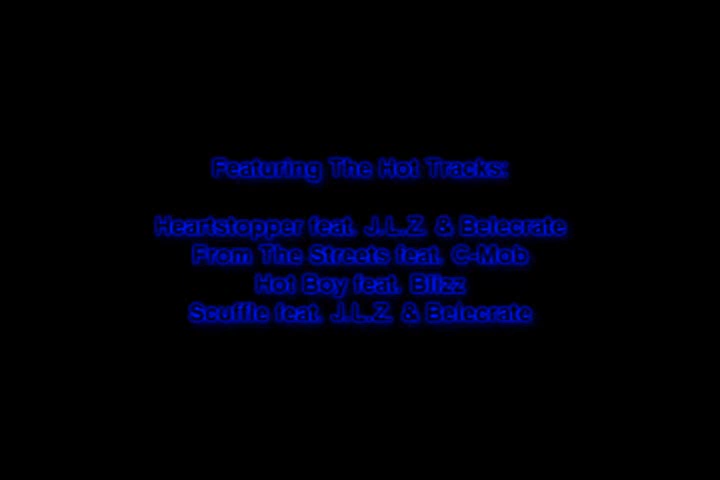 Featuring The Hot Tracks:
Heartstopper feat. J.L.Z. & Belecrate
From The Streets feat. C-Mob
Hot Boy feat. Blizz
Scuffle feat. J.L.Z. & Belecrate